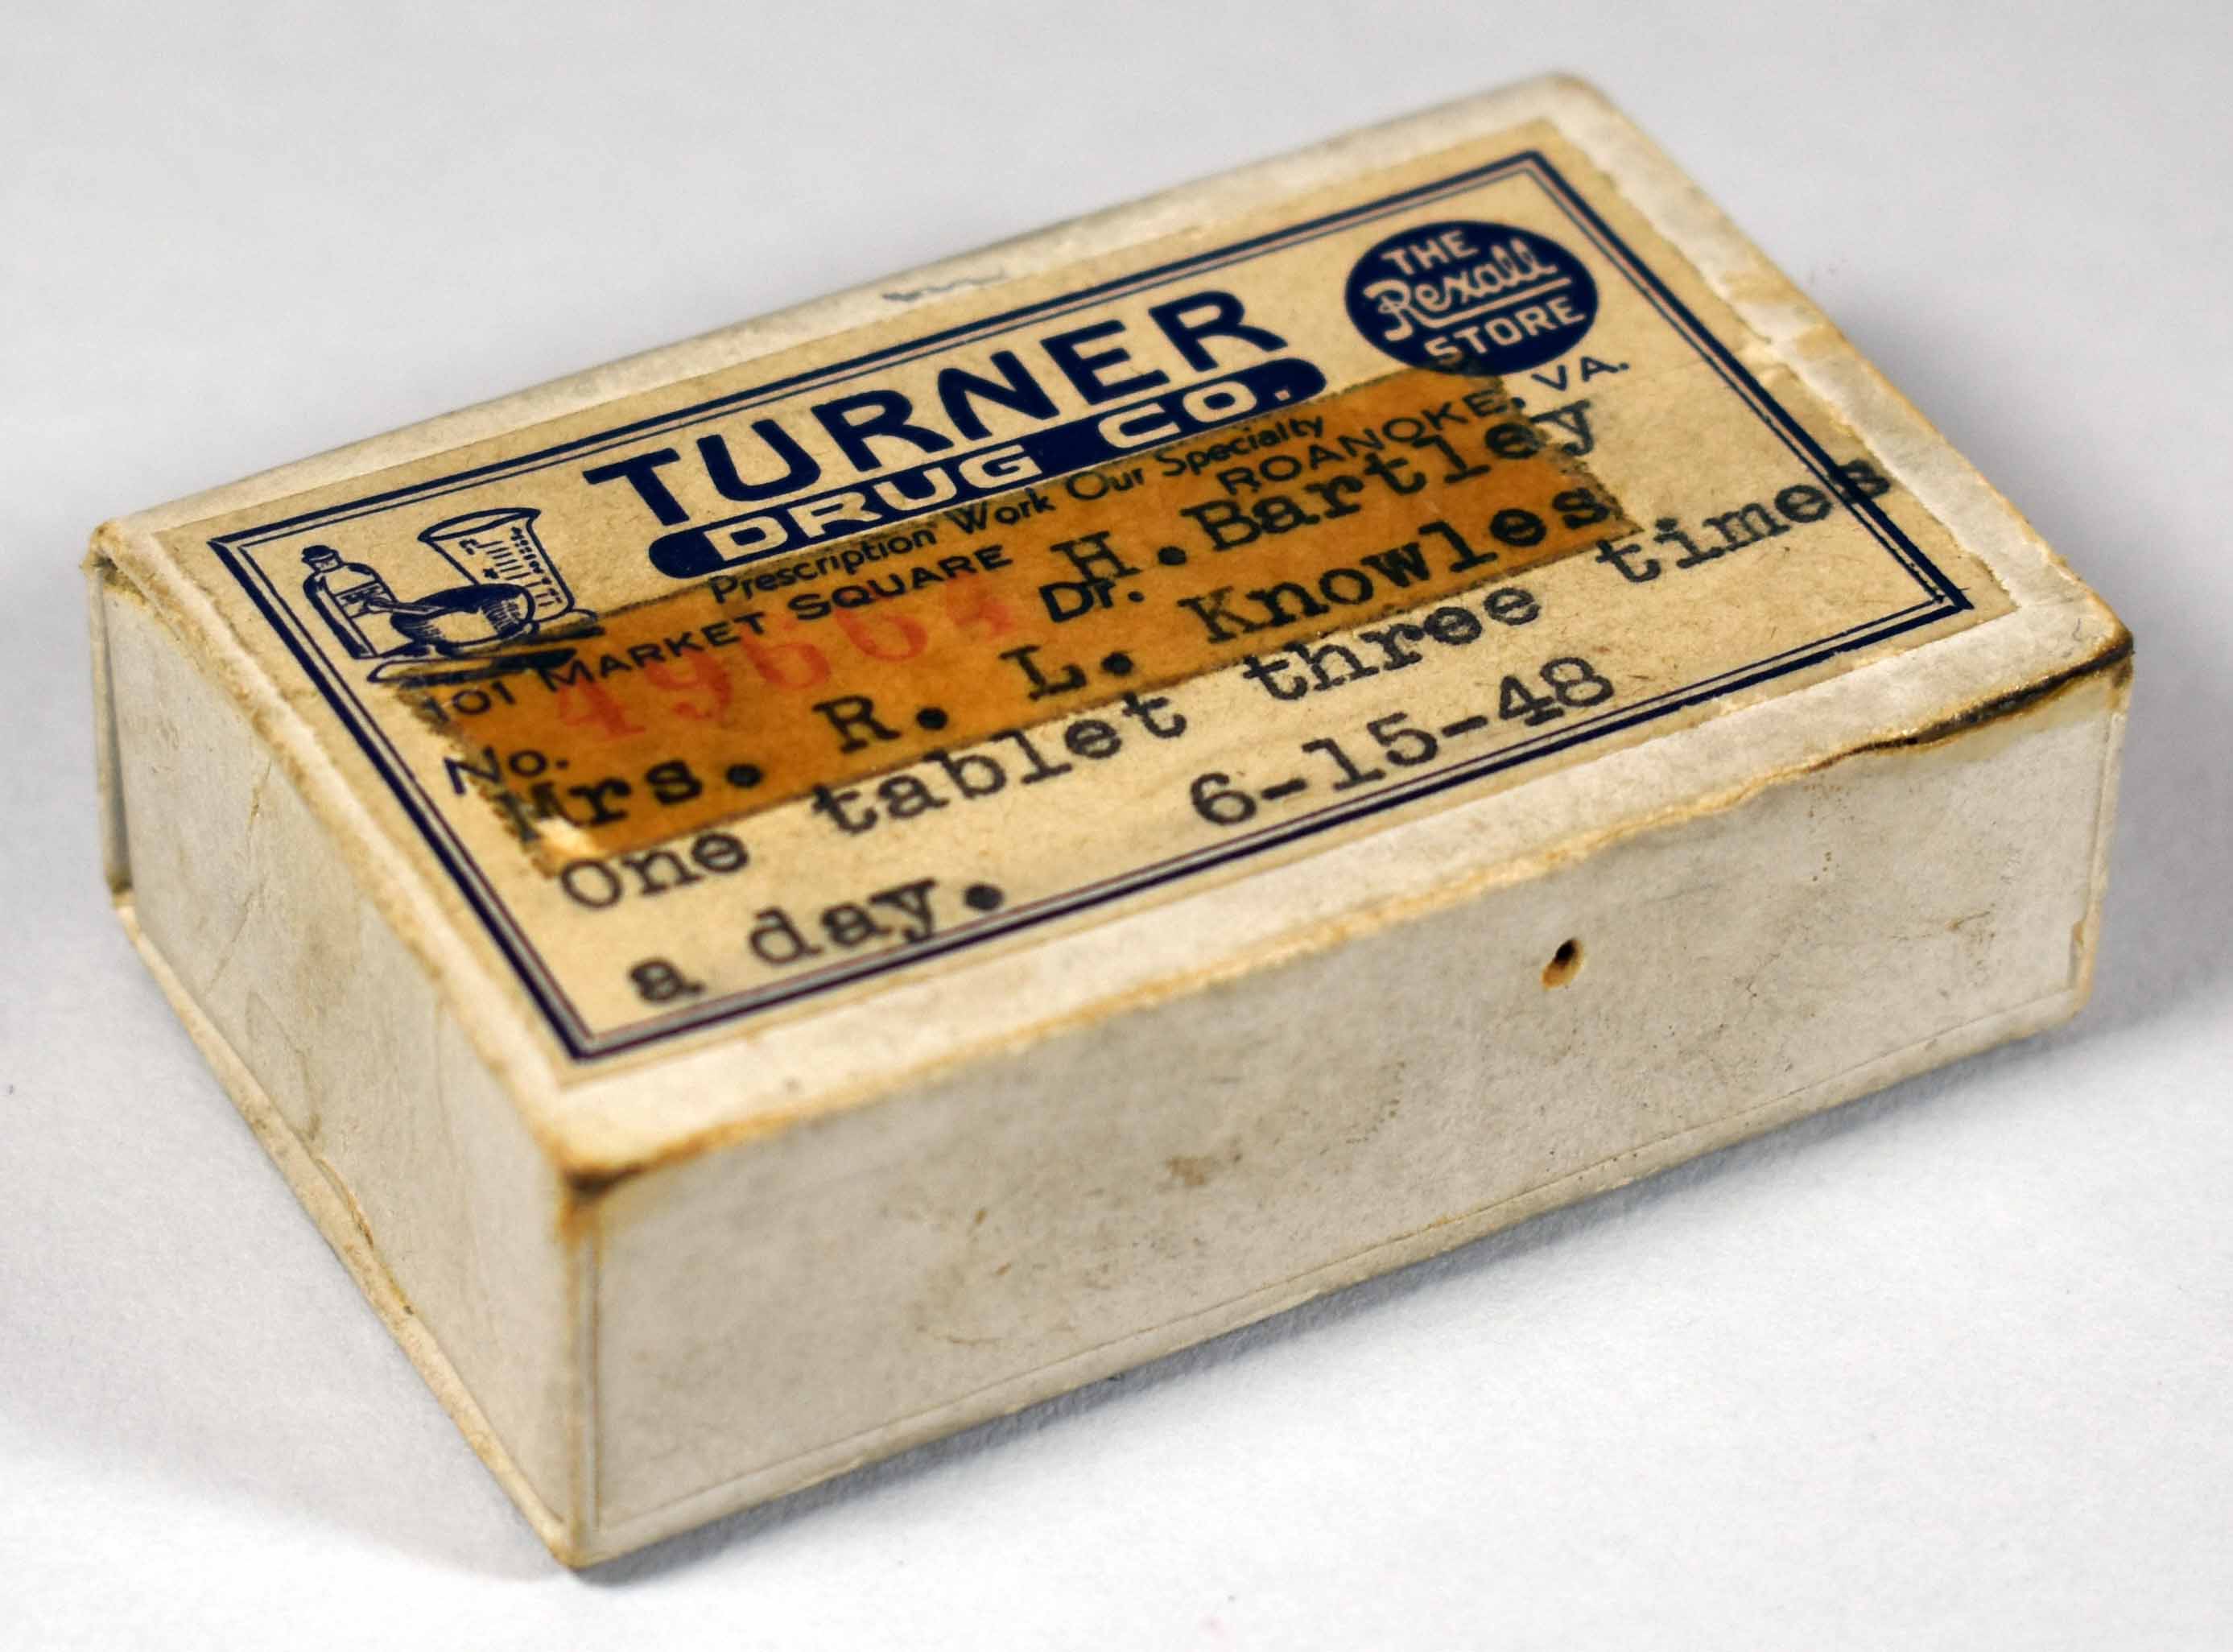 THE
Rexall
STORE
TURNER
DRUG CO.
Prescription Work Our Specialty
101 MARKET SQUARE ROANOKE, VA.
No. 49664 Dr. H. Bartley
Mrs. R. L. Knowles
One tablet three times
a day. 6-15-48